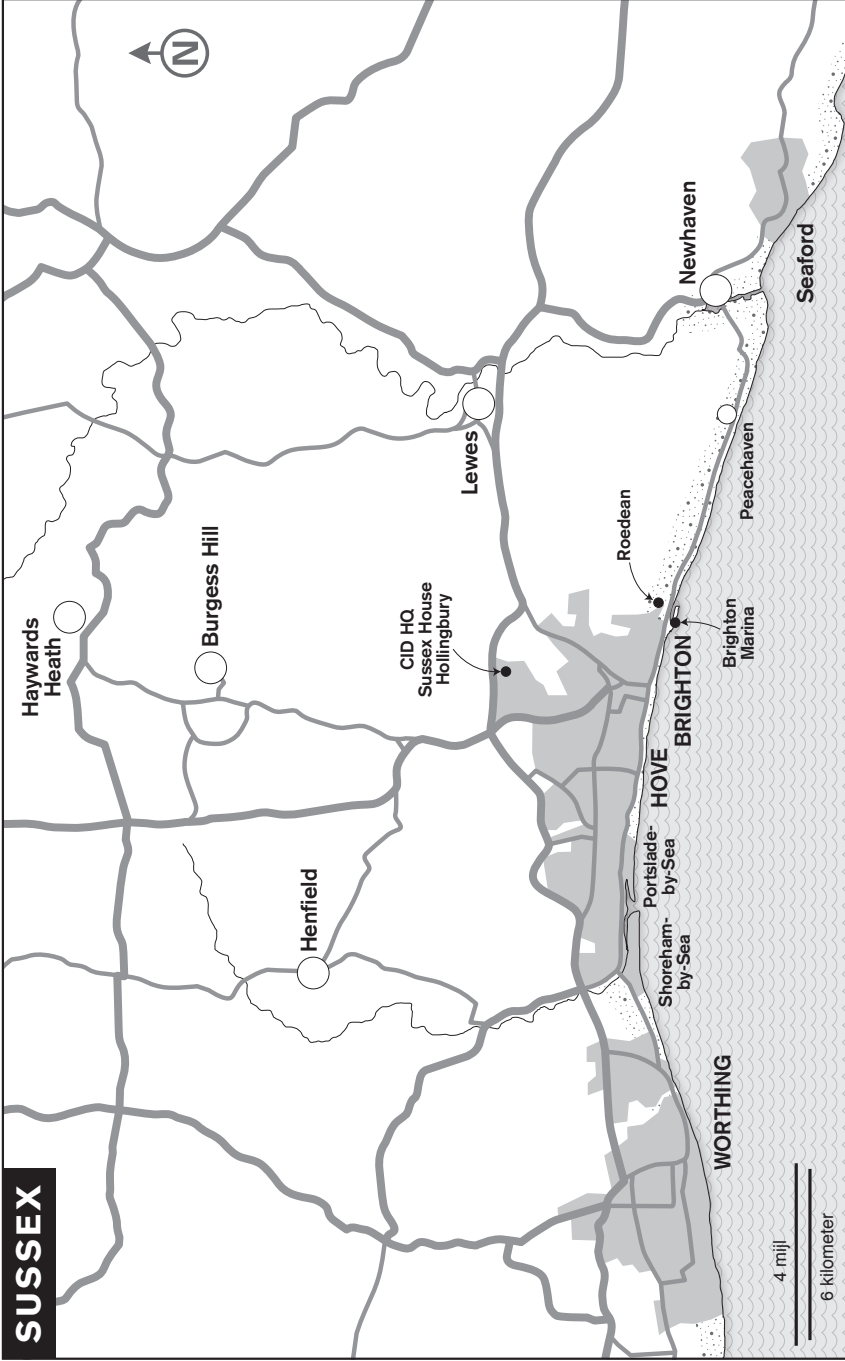 SUSSEX
N
Haywards
Heath
Burgess Hill
Henfield
CID HQ
Sussex House
Hollingbury
Lewes
Roedean
Newhaven
Seaford
Peacehaven
Brighton
Marina
BRIGHTON
HOVE
Portslade-
by-Sea
Shoreham-
by-Sea
WORTHING
4 mijl
6 kilometer